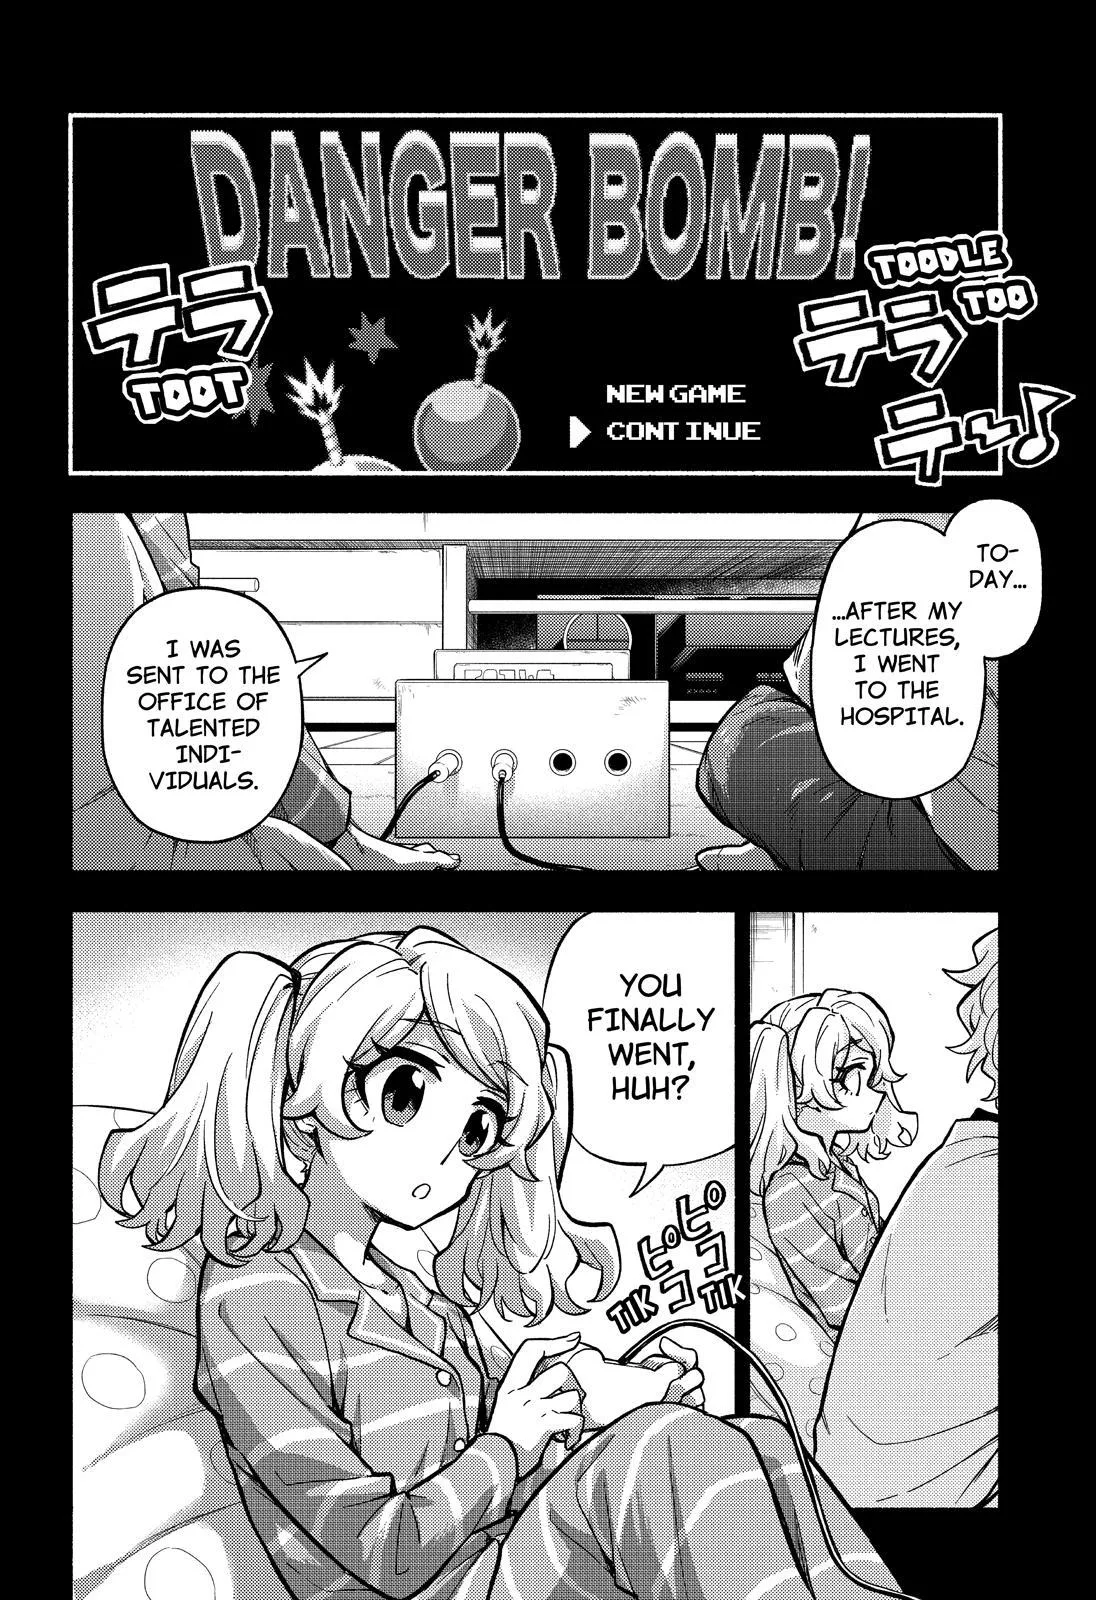 DANGER BOMB!
TOODLE
TOO
テラ
テ～♪
テラ
TOOT
NEW GAME
CONTINUE
TO-
DAY...
...AFTER MY
LECTURES,
I WENT
TO THE
HOSPITAL.
I WAS
SENT TO THE
OFFICE OF
TALENTED
INDI-
VIDUALS.
YOU
FINALLY
WENT,
HUH?
ピコ
TIK
ピコ
TIK